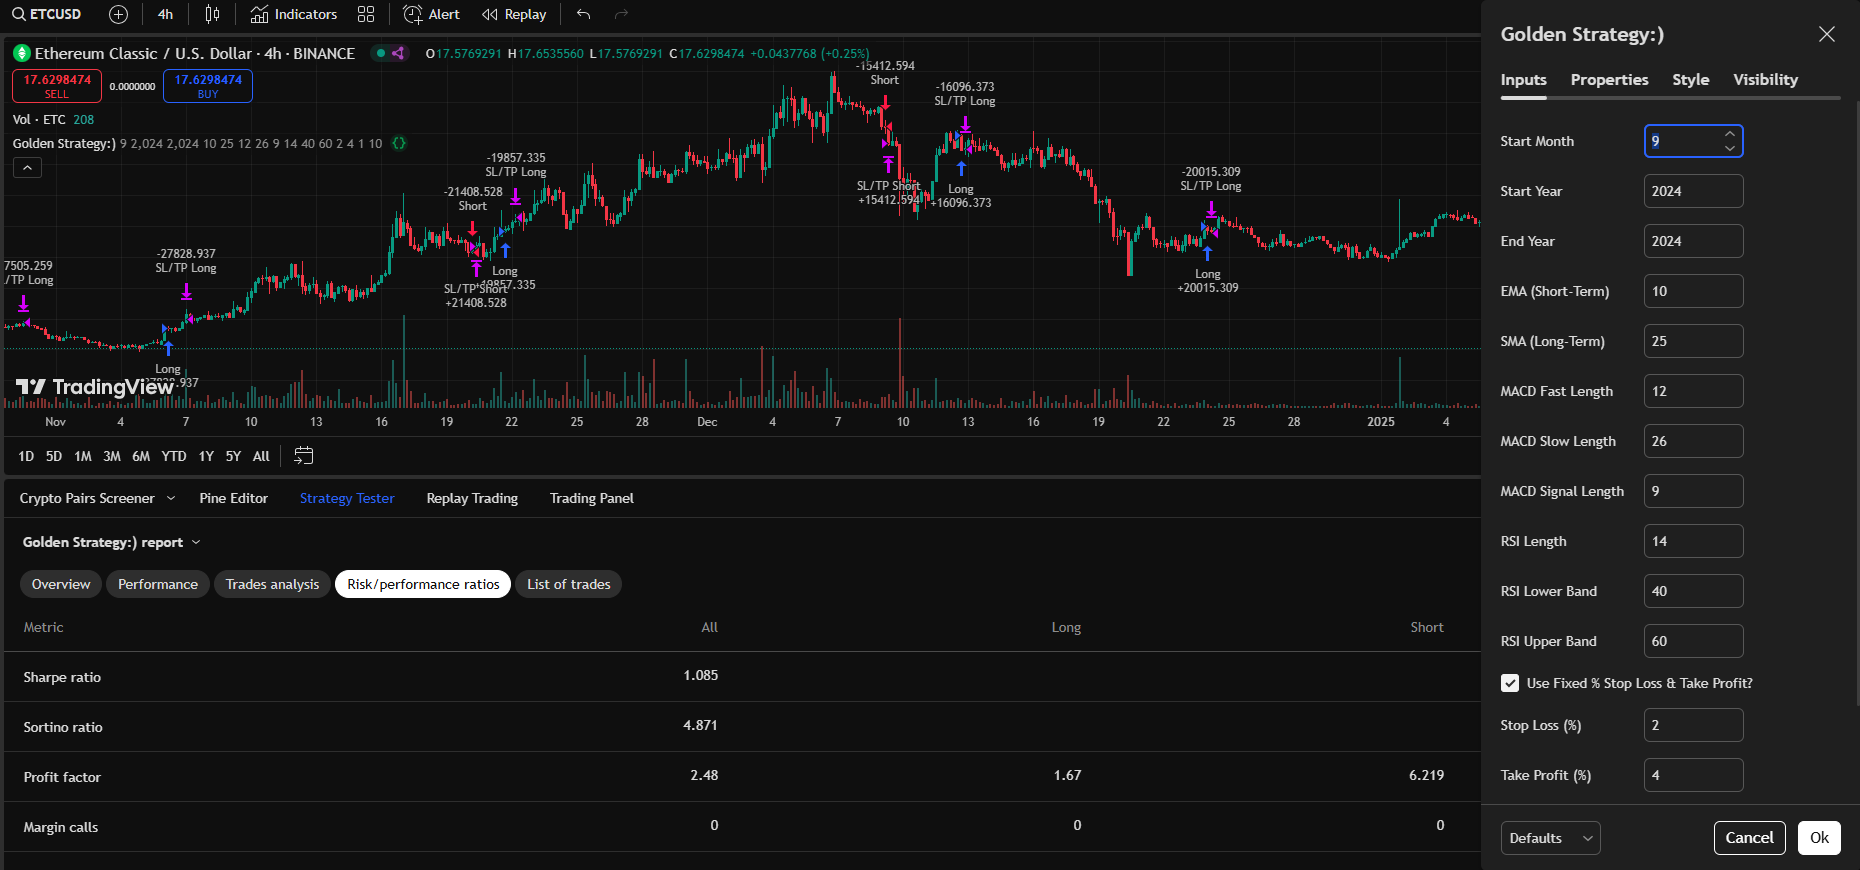 ETCUSD
4h
Indicators
Alert
Replay
Ethereum Classic / U.S. Dollar · 4h · BINANCE
O17.5769291 H17.6535560 L17.5769291 C17.6298474 +0.0437768 (+0.25%)
17.6298474
SELL
0.0000000
17.6298474
BUY
Vol · ETC 208
Golden Strategy:) 9 2,024 2,024 10 25 12 26 9 14 40 60 2 4 1 10
-15412.594
Short
-16096.373
SL/TP Long
-19857.335
SL/TP Long
-20015.309
SL/TP Long
-21408.528
Short
SL/TP Short
+15412.594
Long
+16096.373
-27828.937
SL/TP Long
7505.259
/TP Long
Long
SL/TP Short
+21408.528
Long
+20015.309
Long
TradingView
Nov 4 7 10 13 16 19 22 25 28 Dec 4 7 10 13 16 19 22 25 28 2025 4
1D 5D 1M 3M 6M YTD 1Y 5Y All
Crypto Pairs Screener
Pine Editor
Strategy Tester
Replay Trading
Trading Panel
Golden Strategy:) report
Overview
Performance
Trades analysis
Risk/performance ratios
List of trades
Metric All Long Short
Sharpe ratio 1.085
Sortino ratio 4.871
Profit factor 2.48 1.67 6.219
Margin calls 0 0 0
Golden Strategy:)
Inputs Properties Style Visibility
Start Month 9
Start Year 2024
End Year 2024
EMA (Short-Term) 10
SMA (Long-Term) 25
MACD Fast Length 12
MACD Slow Length 26
MACD Signal Length 9
RSI Length 14
RSI Lower Band 40
RSI Upper Band 60
Use Fixed % Stop Loss & Take Profit?
Stop Loss (%) 2
Take Profit (%) 4
Defaults
Cancel
Ok